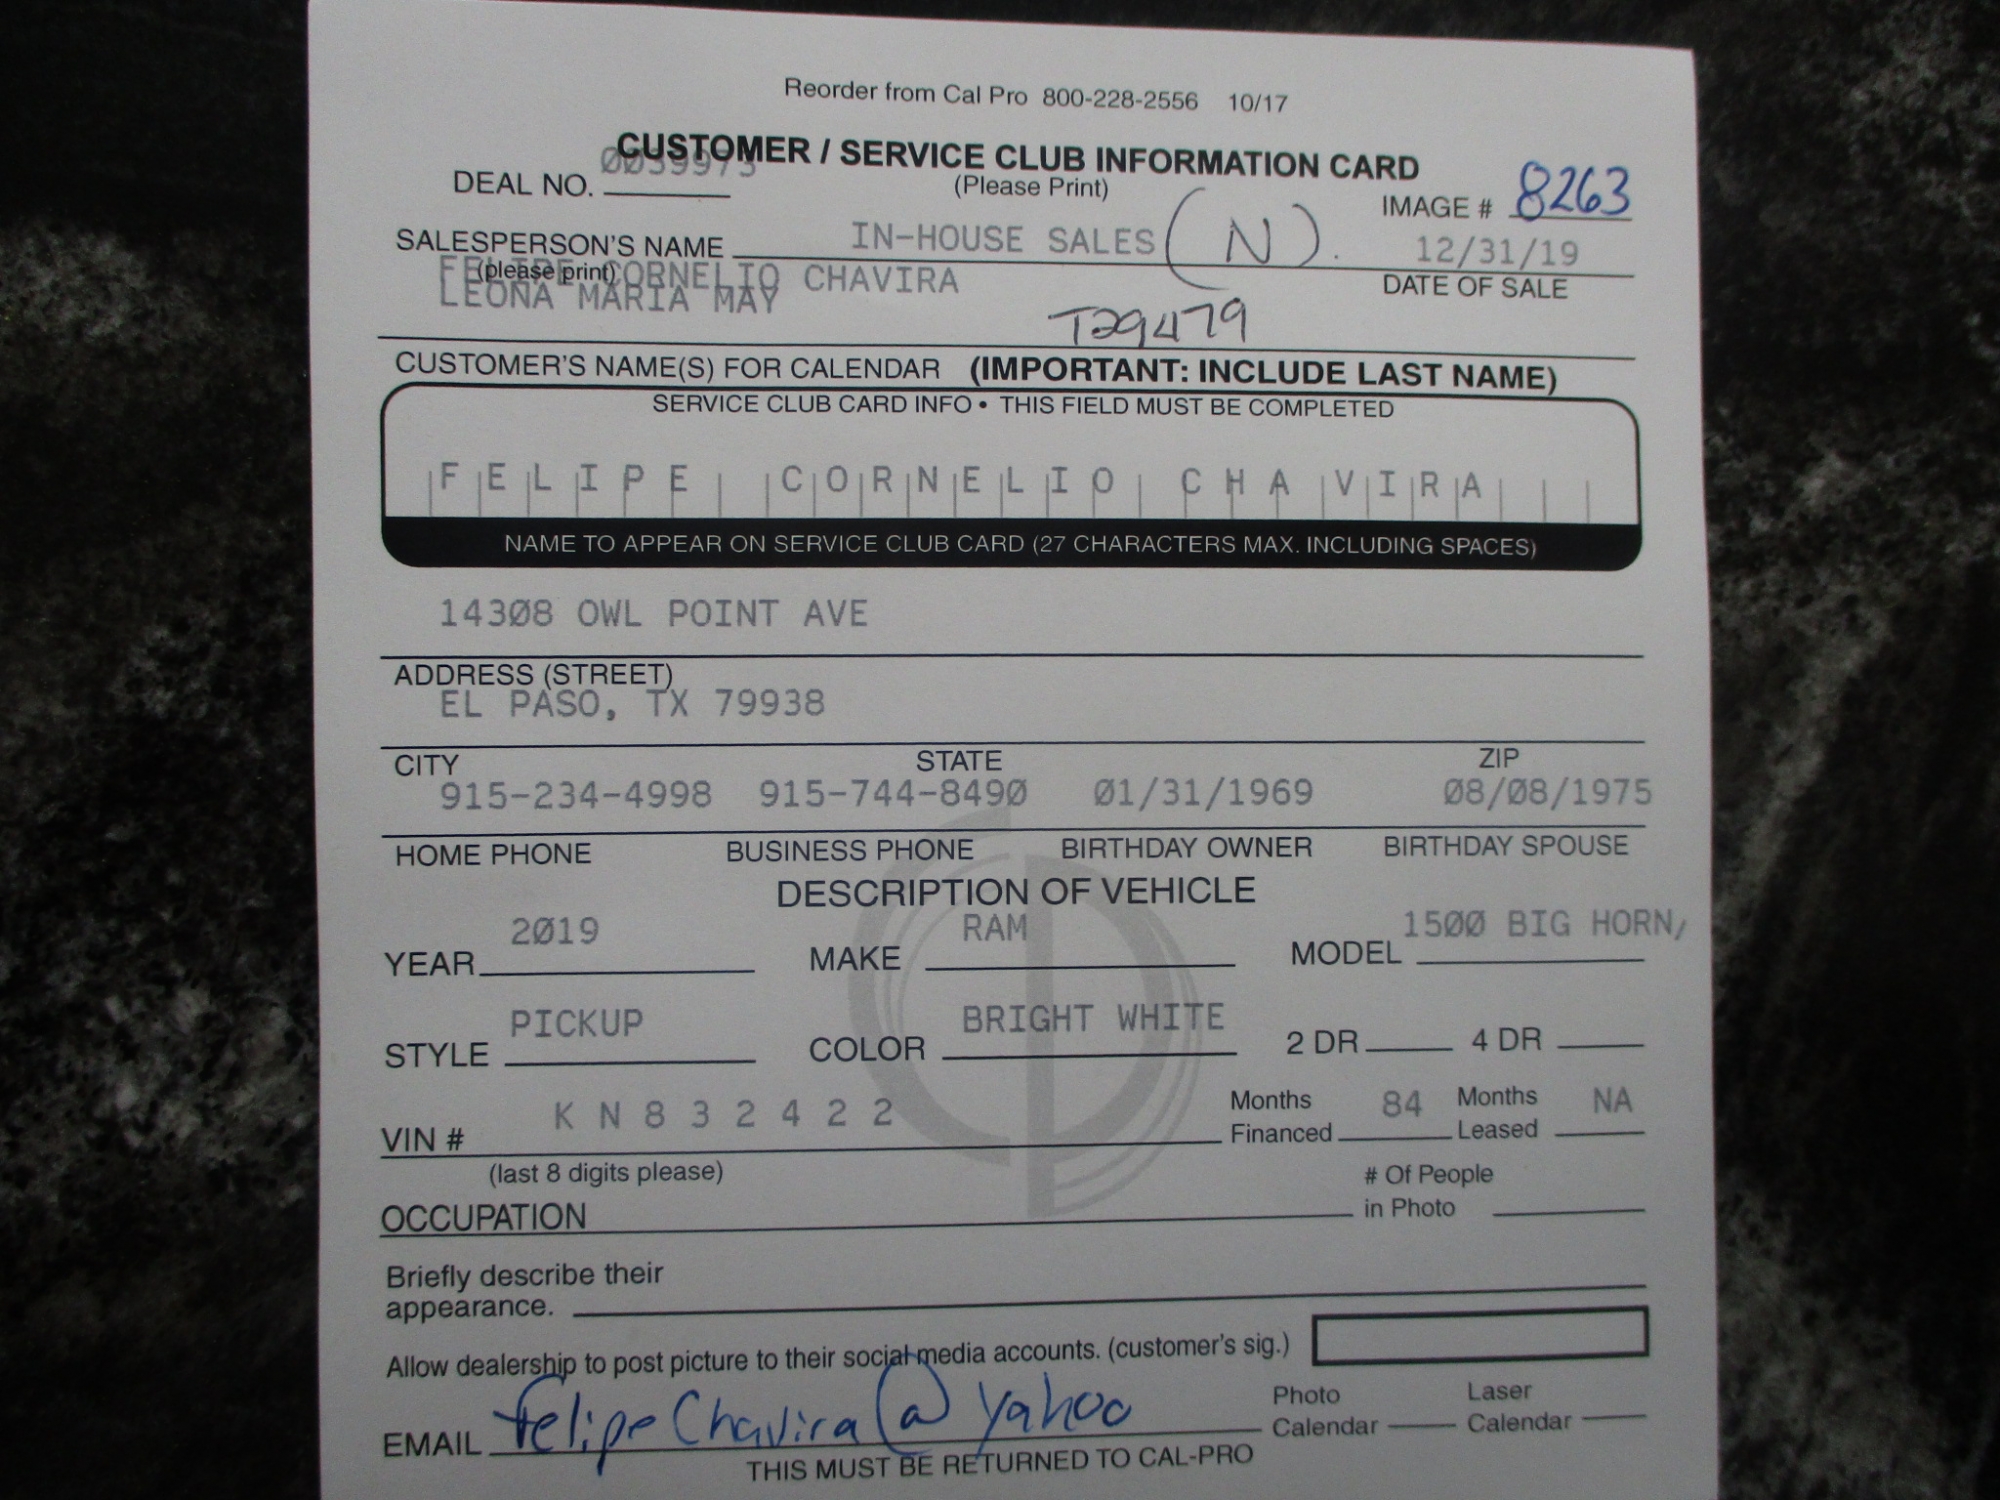 Reorder from Cal Pro 800-228-2556 10/17
CUSTOMER / SERVICE CLUB INFORMATION CARD
DEAL NO. 0039973 (Please Print) IMAGE # 8263
SALESPERSON'S NAME IN-HOUSE SALES (N). 12/31/19
(please print) DATE OF SALE
FELIPE CORNELIO CHAVIRA
LEONA MARIA MAY
T29479
CUSTOMER'S NAME(S) FOR CALENDAR (IMPORTANT: INCLUDE LAST NAME)
SERVICE CLUB CARD INFO • THIS FIELD MUST BE COMPLETED
FELIPE CORNELIO CHAVIRA
NAME TO APPEAR ON SERVICE CLUB CARD (27 CHARACTERS MAX. INCLUDING SPACES)
14308 OWL POINT AVE
ADDRESS (STREET)
EL PASO, TX 79938
CITY STATE ZIP
915-234-4998 915-744-8490 01/31/1969 08/08/1975
HOME PHONE BUSINESS PHONE BIRTHDAY OWNER BIRTHDAY SPOUSE
DESCRIPTION OF VEHICLE
YEAR 2019 MAKE RAM MODEL 1500 BIG HORN/
STYLE PICKUP COLOR BRIGHT WHITE 2 DR 4 DR
VIN # KN832422 Months Financed 84 Months Leased NA
(last 8 digits please) # Of People
OCCUPATION in Photo
Briefly describe their
appearance.
Allow dealership to post picture to their social media accounts. (customer's sig.)
EMAIL felipeChavira@yahoo Photo Calendar Laser Calendar
THIS MUST BE RETURNED TO CAL-PRO